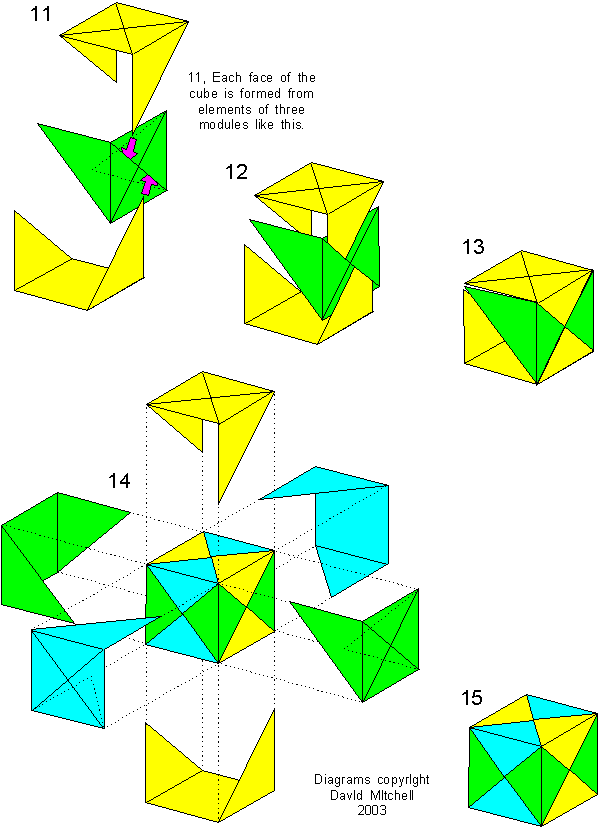 11
11, Each face of the
cube is formed from
elements of three
modules like this.
12
13
14
15
Diagrams copyrIght
DavId MItchell
2003